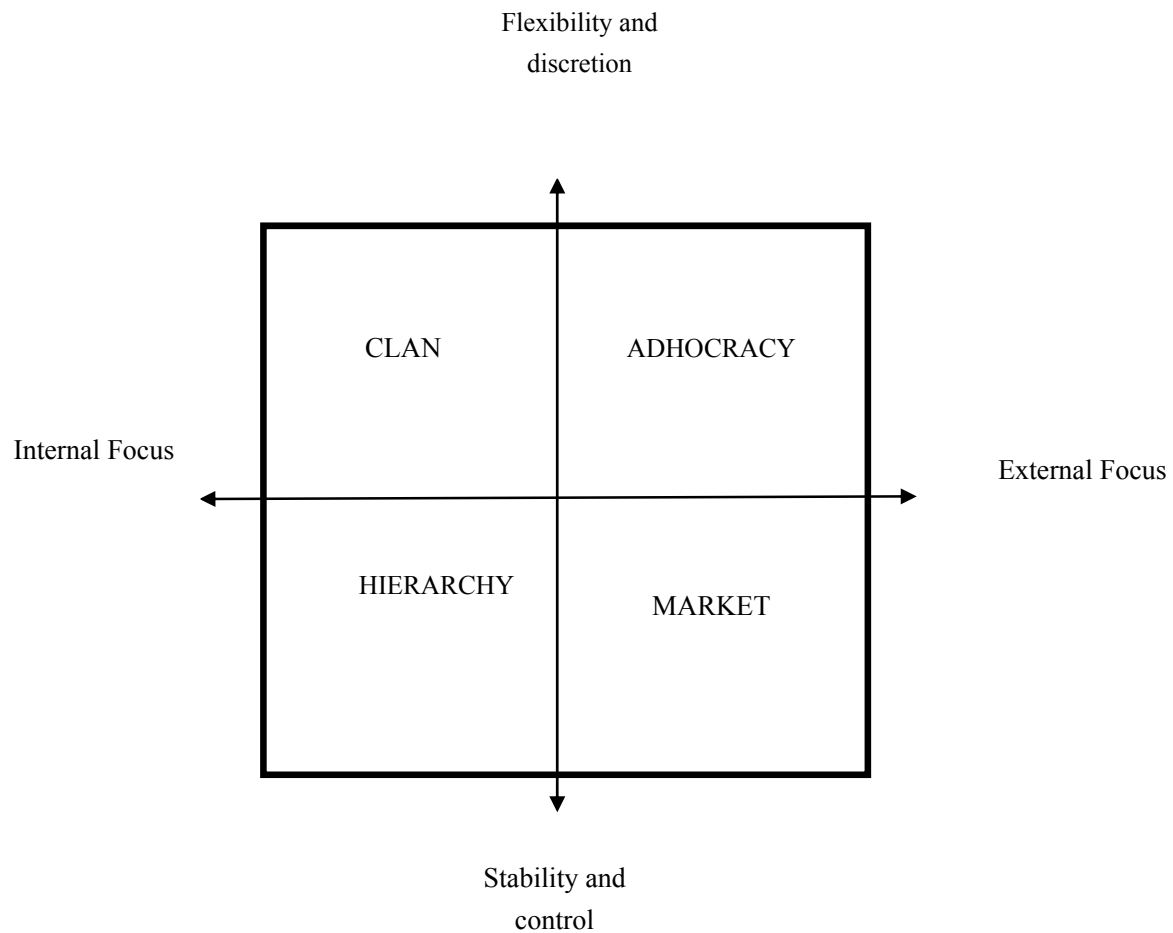 Flexibility and
discretion
CLAN
ADHOCRACY
Internal Focus
External Focus
HIERARCHY
MARKET
Stability and
control